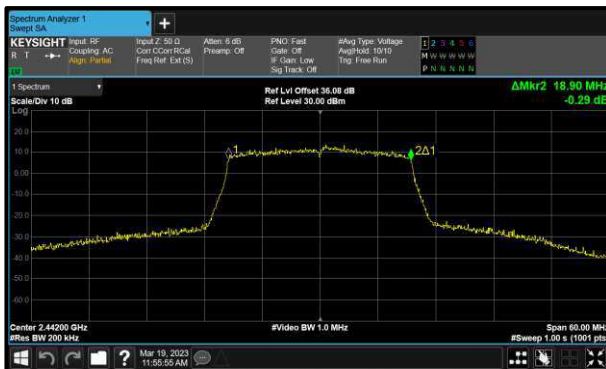 Spectrum Analyzer 1
Swept SA
KEYSIGHT Input: RF
R T Coupling: AC
Align: Partial
Input Z: 50 Ω
Corr CCorr RCal
Freq Ref: Ext (S)
Atten: 6 dB
Preamp: Off
PNO: Fast
Gate: Off
IF Gain: Low
Sig Track: Off
#Avg Type: Voltage
Avg|Hold: 10/10
Trig: Free Run
1 2 3 4 5 6
M W W W W W
P N N N N N
1 Spectrum
Scale/Div 10 dB
Ref Lvl Offset 36.08 dB
Ref Level 30.00 dBm
ΔMkr2 18.90 MHz
-0.29 dB
Log
20.0
10.0
0.00
-10.0
-20.0
-30.0
-40.0
-50.0
-60.0
1
2Δ1
Center 2.44200 GHz
#Res BW 200 kHz
#Video BW 1.0 MHz
Span 60.00 MHz
#Sweep 1.00 s (1001 pts)
?
Mar 19, 2023
11:55:55 AM